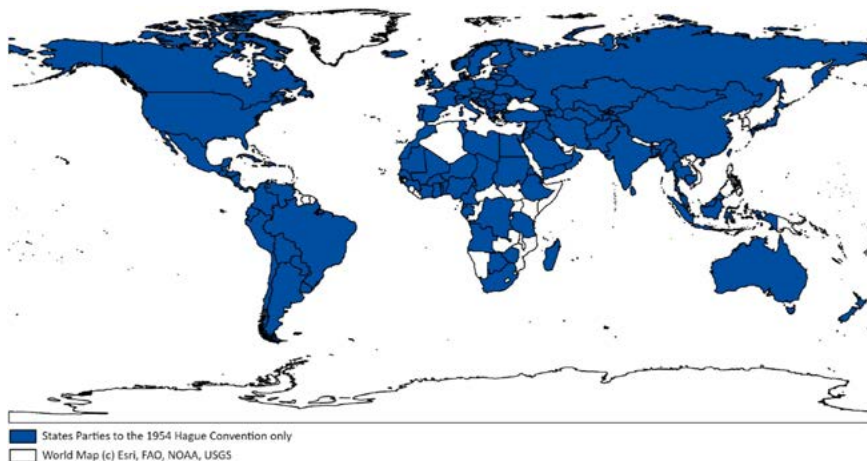 States Parties to the 1954 Hague Convention only
World Map (c) Esri, FAO, NOAA, USGS